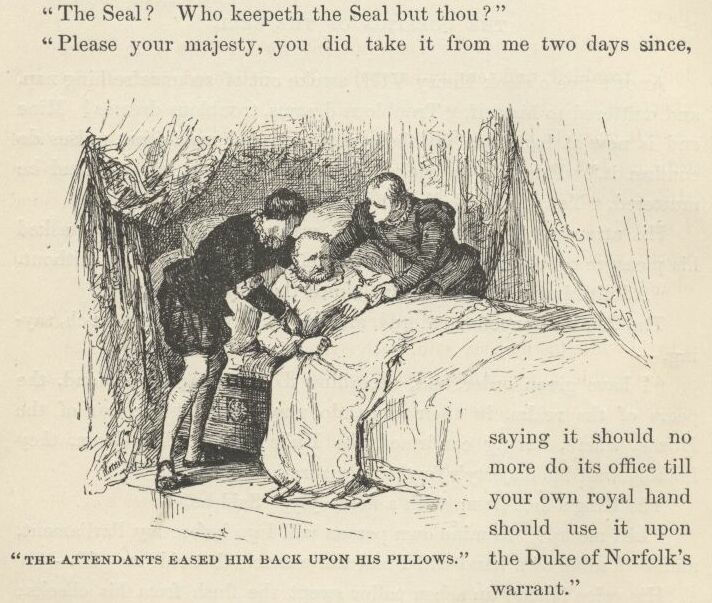 “The Seal? Who keepeth the Seal but thou?”
“Please your majesty, you did take it from me two days since,
saying it should no
more do its office till
your own royal hand
should use it upon
the Duke of Norfolk’s
warrant.”
“THE ATTENDANTS EASED HIM BACK UPON HIS PILLOWS.”